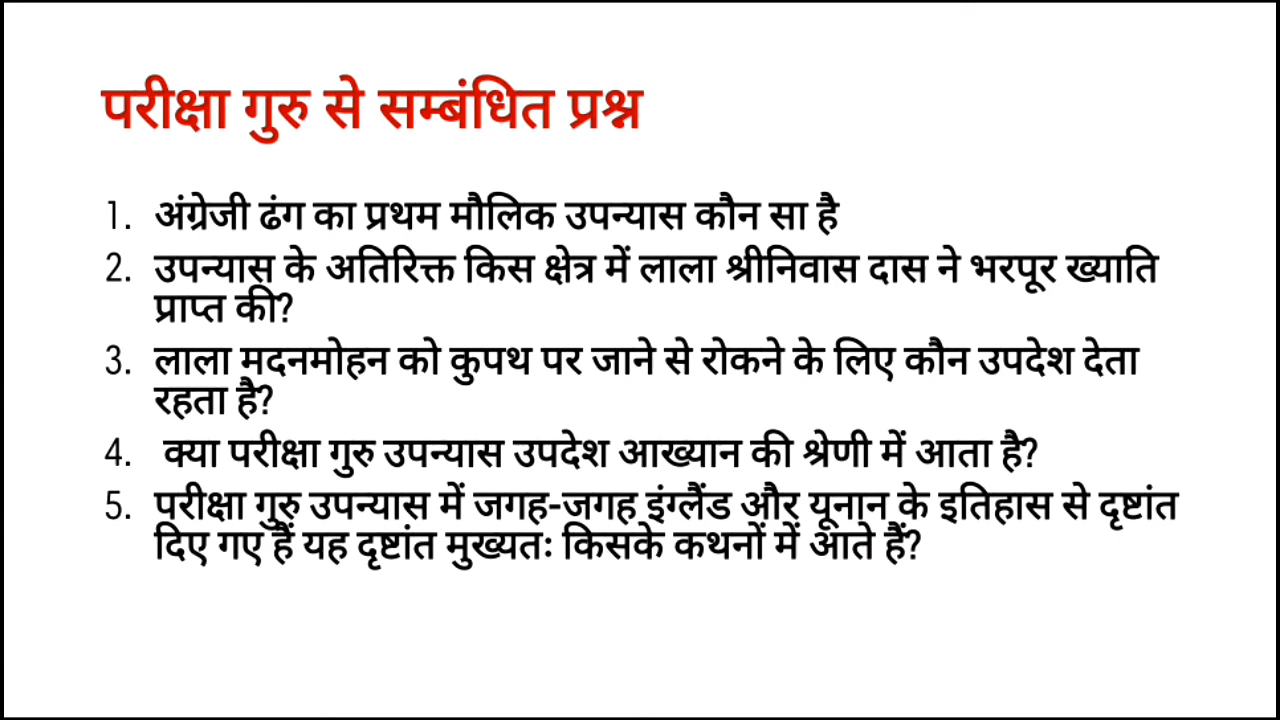 परीक्षा गुरु से सम्बंधित प्रश्न
1. अंग्रेजी ढंग का प्रथम मौलिक उपन्यास कौन सा है
2. उपन्यास के अतिरिक्त किस क्षेत्र में लाला श्रीनिवास दास ने भरपूर ख्याति
प्राप्त की?
3. लाला मदनमोहन को कुपथ पर जाने से रोकने के लिए कौन उपदेश देता
रहता है?
4. क्या परीक्षा गुरु उपन्यास उपदेश आख्यान की श्रेणी में आता है?
5. परीक्षा गुरु उपन्यास में जगह-जगह इंग्लैंड और यूनान के इतिहास से दृष्टांत
दिए गए हैं यह दृष्टांत मुख्यतः किसके कथनों में आते हैं?